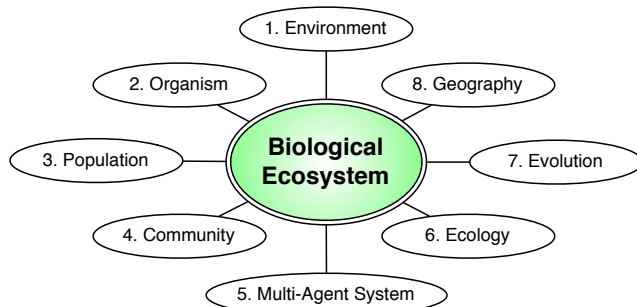 1. Environment
2. Organism
8. Geography
Biological
Ecosystem
3. Population
7. Evolution
4. Community
6. Ecology
5. Multi-Agent System